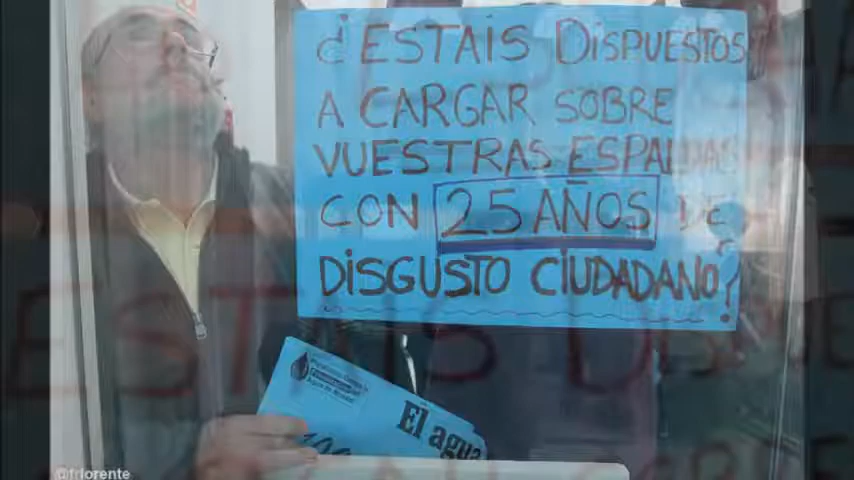 ¿ESTAIS DISPUESTOS
A CARGAR SOBRE
VUESTRAS ESPALDAS
CON 25 AÑOS DE
DISGUSTO CIUDADANO?
El agua
@frlorente